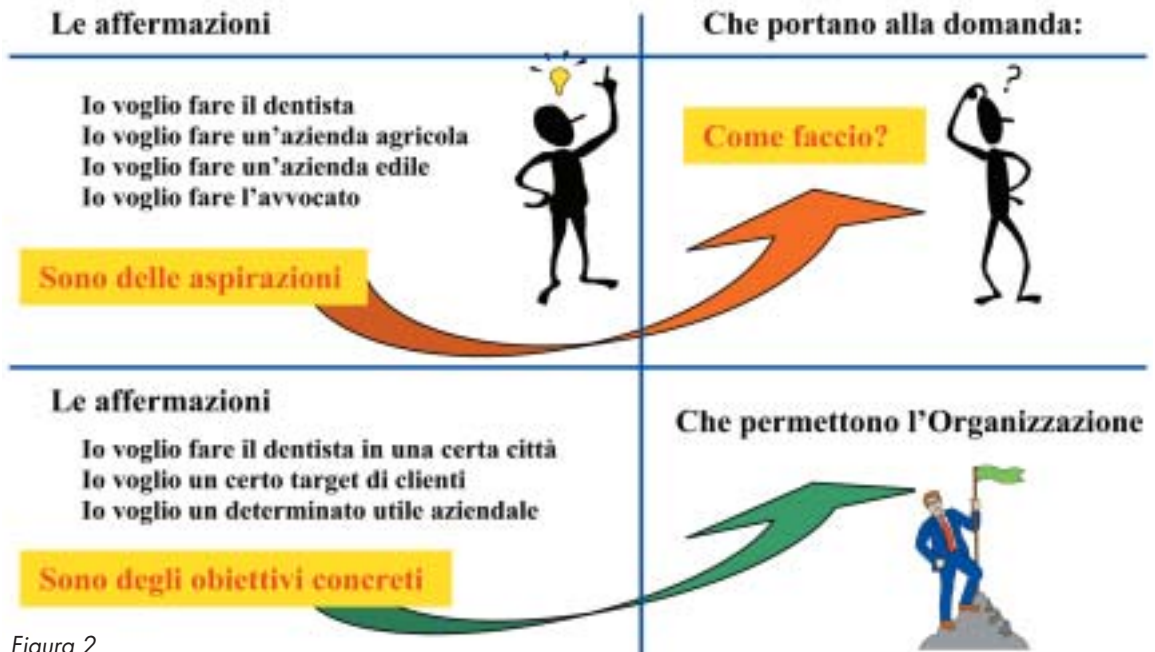 Le affermazioni
Che portano alla domanda:
Io voglio fare il dentista
Io voglio fare un'azienda agricola
Io voglio fare un'azienda edile
Io voglio fare l'avvocato
?
Come faccio?
Sono delle aspirazioni
Le affermazioni
Che permettono l'Organizzazione
Io voglio fare il dentista in una certa città
Io voglio un certo target di clienti
Io voglio un determinato utile aziendale
Sono degli obiettivi concreti
Figura 2